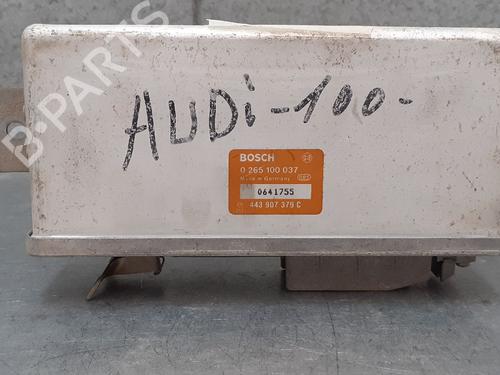 B-PARTS
AUDi-100-
BOSCH
0 265 100 037
Made in Germany
0641755
443 907 379 C